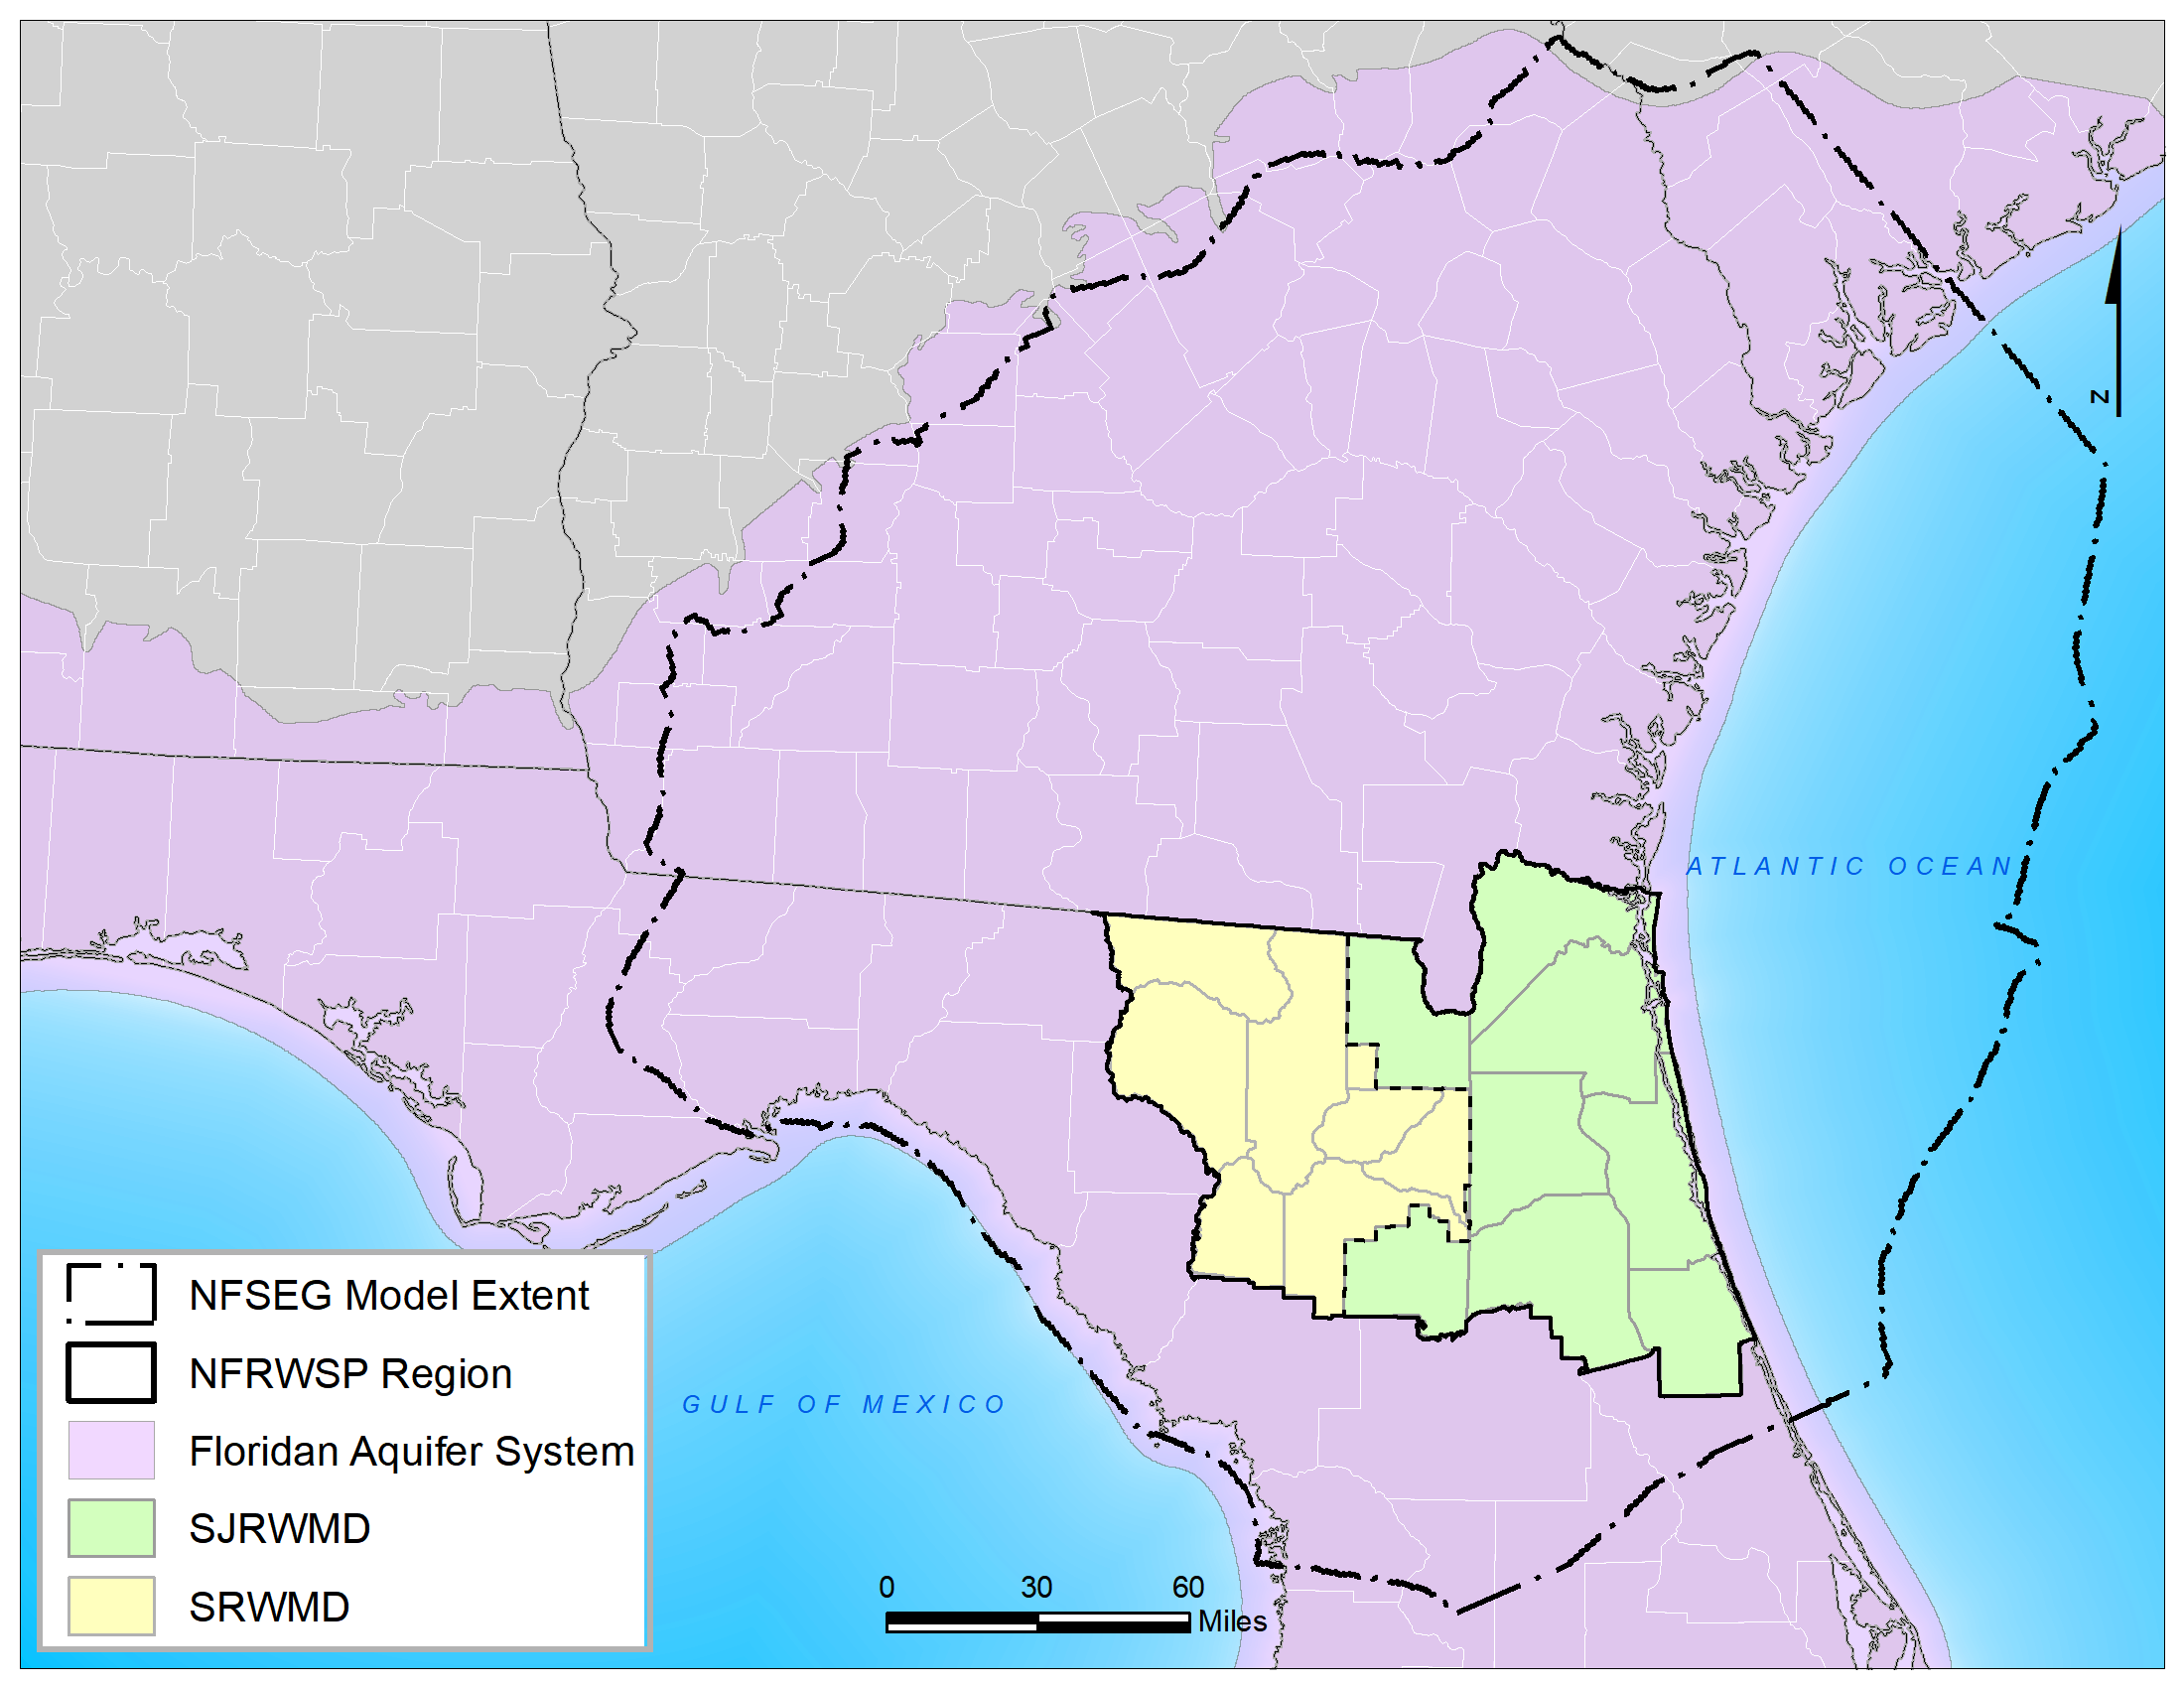 N
ATLANTIC OCEAN
GULF OF MEXICO
NFSEG Model Extent
NFRWSP Region
Floridan Aquifer System
SJRWMD
SRWMD
0 30 60
Miles